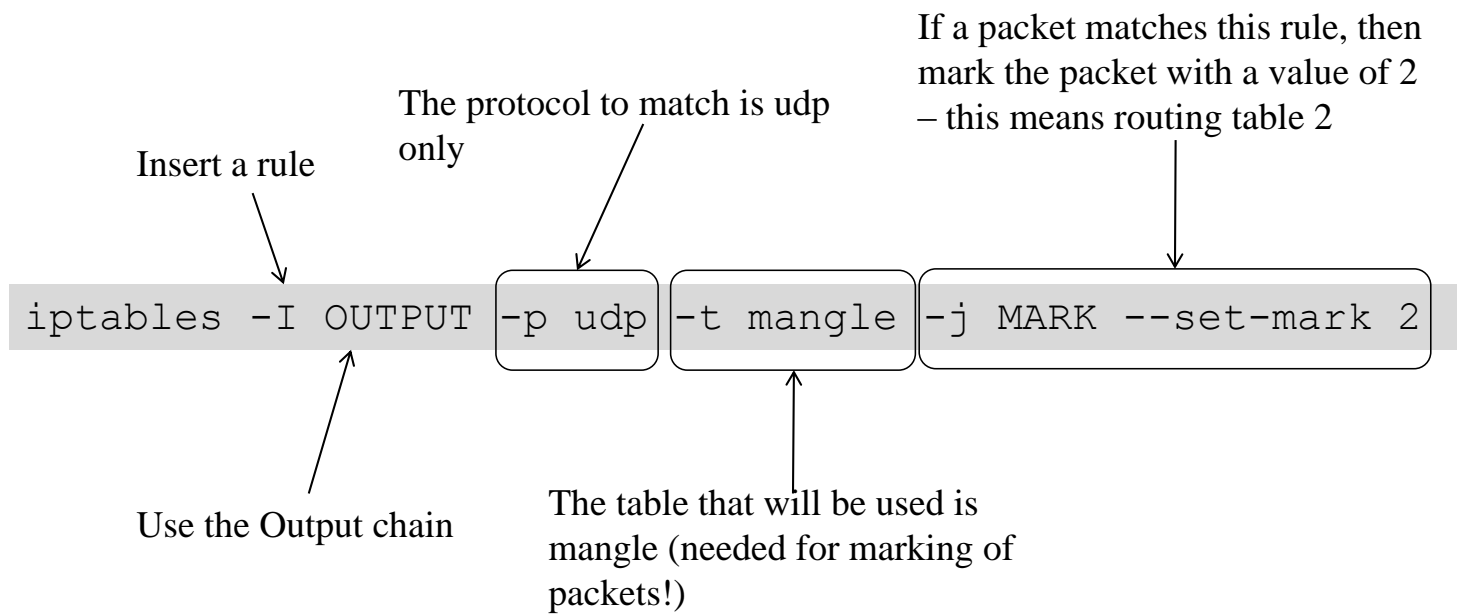 If a packet matches this rule, then
mark the packet with a value of 2
– this means routing table 2
The protocol to match is udp
only
Insert a rule
iptables -I OUTPUT -p udp -t mangle -j MARK --set-mark 2
Use the Output chain
The table that will be used is
mangle (needed for marking of
packets!)